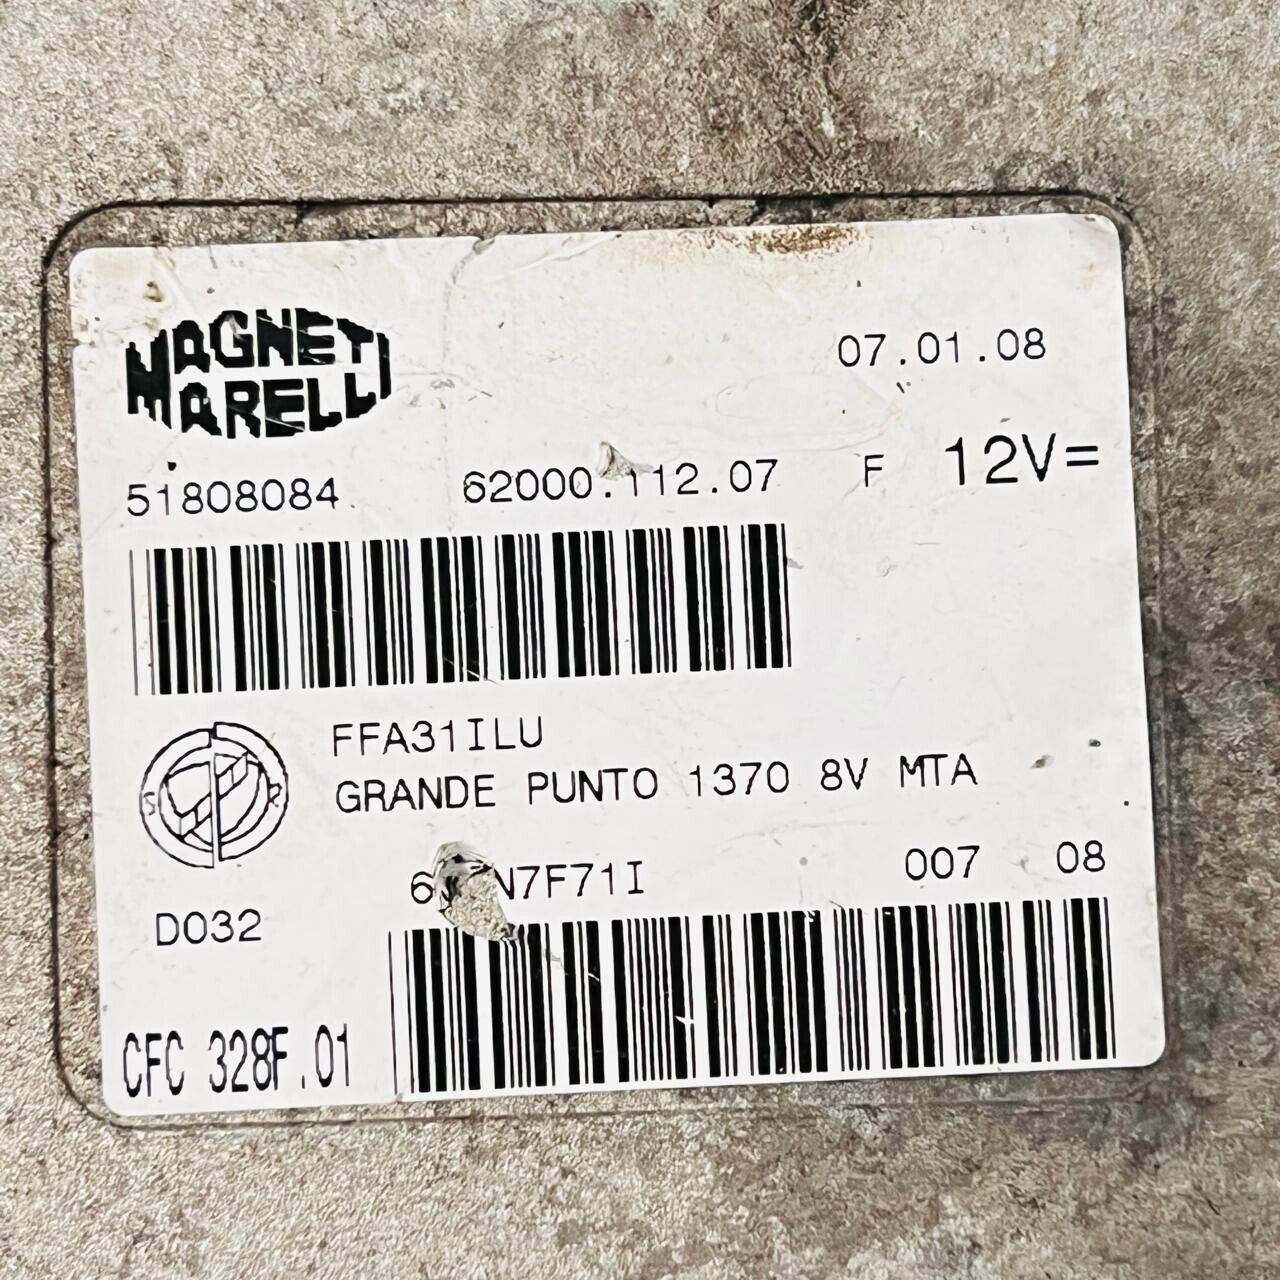 MAGNETI
MARELLI
07.01.08
51808084 62000.112.07 F 12V=
FFA31ILU
GRANDE PUNTO 1370 8V MTA
007 08
D032
CFC 328F.01